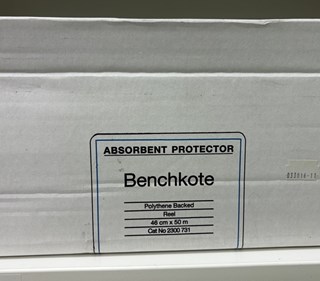 ABSORBENT PROTECTOR
Benchkote
Polythene Backed
Reel
46 cm x 50 m
Cat No 2300 731